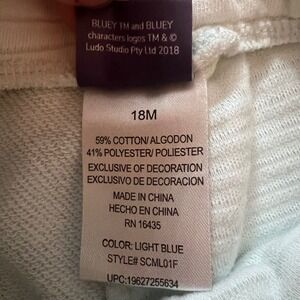 BLUEY TM and BLUEY
characters logos TM & ©
Ludo Studio Pty Ltd 2018
18M
59% COTTON/ ALGODON
41% POLYESTER/ POLIESTER
EXCLUSIVE OF DECORATION
EXCLUSIVO DE DECORACION
MADE IN CHINA
HECHO EN CHINA
RN 16435
COLOR: LIGHT BLUE
STYLE# SCML01F
UPC:19627255634